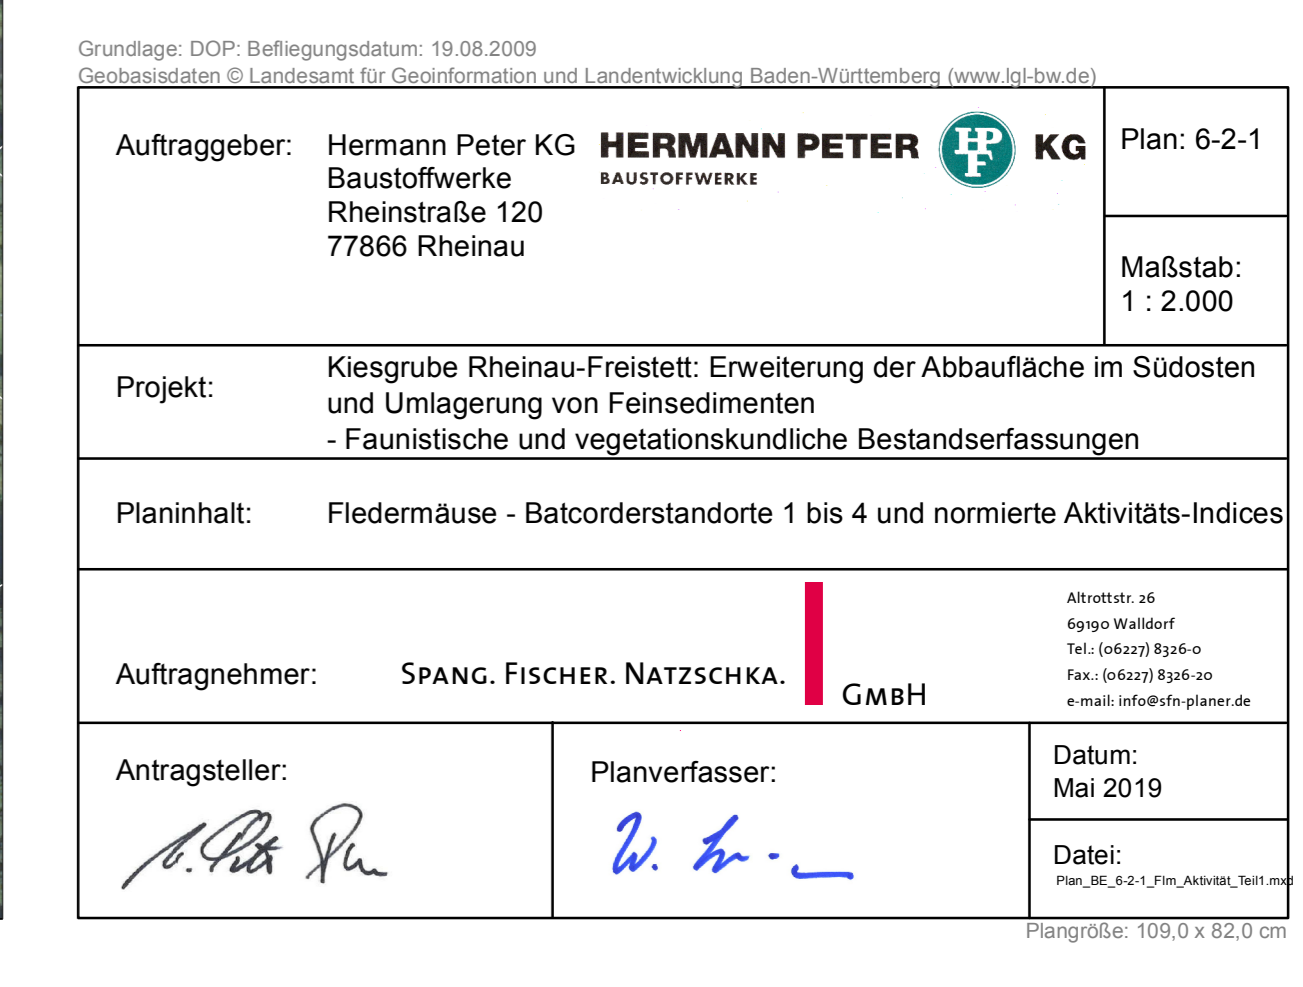 Grundlage: DOP: Befliegungsdatum: 19.08.2009
Geobasisdaten © Landesamt für Geoinformation und Landentwicklung Baden-Württemberg (www.lgl-bw.de)
Auftraggeber:
Hermann Peter KG
Baustoffwerke
Rheinstraße 120
77866 Rheinau
HERMANN PETER HPF KG
BAUSTOFFWERKE
Plan: 6-2-1
Maßstab:
1 : 2.000
Projekt:
Kiesgrube Rheinau-Freistett: Erweiterung der Abbaufläche im Südosten
und Umlagerung von Feinsedimenten
- Faunistische und vegetationskundliche Bestandserfassungen
Planinhalt:
Fledermäuse - Batcorderstandorte 1 bis 4 und normierte Aktivitäts-Indices
Auftragnehmer:
SPANG. FISCHER. NATZSCHKA.
GMBH
Altrottstr. 26
69190 Walldorf
Tel.: (06227) 8326-0
Fax.: (06227) 8326-20
e-mail: info@sfn-planer.de
Antragsteller:
Planverfasser:
W.
Datum:
Mai 2019
Datei:
Plan_BE_6-2-1_Flm_Aktivität_Teil1.mxd
Plangröße: 109,0 x 82,0 cm